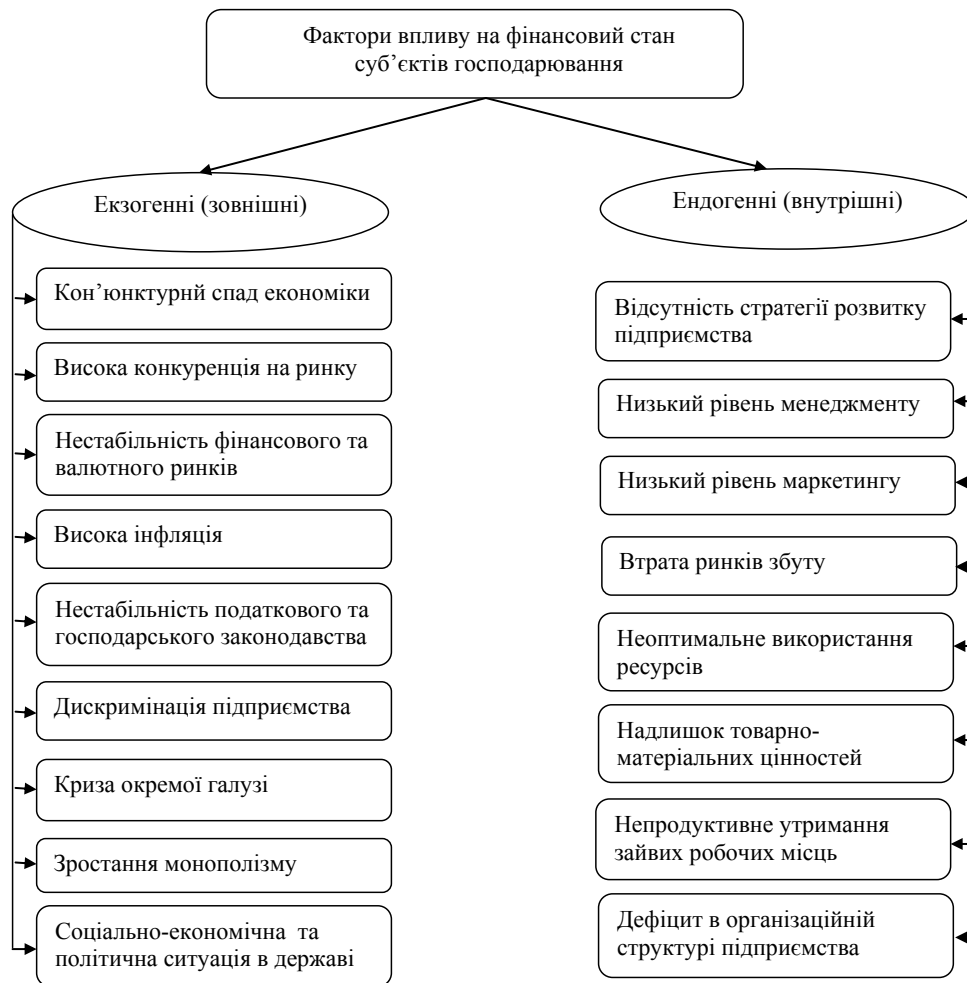 Фактори впливу на фінансовий стан
суб’єктів господарювання
Екзогенні (зовнішні)
Кон’юнктурнй спад економіки
Висока конкуренція на ринку
Нестабільність фінансового та
валютного ринків
Висока інфляція
Нестабільність податкового та
господарського законодавства
Дискримінація підприємства
Криза окремої галузі
Зростання монополізму
Соціально-економічна та
політична ситуація в державі
Ендогенні (внутрішні)
Відсутність стратегії розвитку
підприємства
Низький рівень менеджменту
Низький рівень маркетингу
Втрата ринків збуту
Неоптимальне використання
ресурсів
Надлишок товарно-
матеріальних цінностей
Непродуктивне утримання
зайвих робочих місць
Дефіцит в організаційній
структурі підприємства